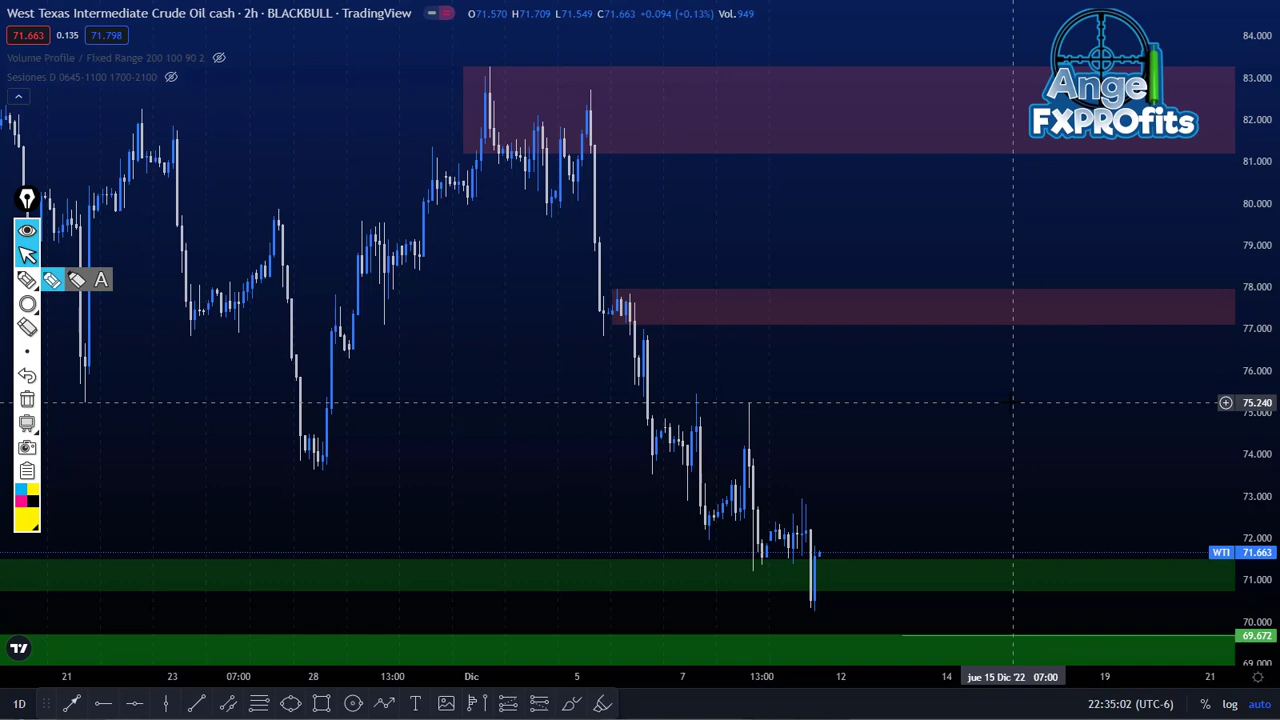 West Texas Intermediate Crude Oil cash · 2h · BLACKBULL · TradingView
O71.570 H71.709 L71.549 C71.663 +0.094 (+0.13%) Vol.949
71.663 0.135 71.798
Volume Profile / Fixed Range 200 100 90 2
Sesiones D 0645-1100 1700-2100
Angel
FXPROfits
A
84.000
83.000
82.000
81.000
80.000
79.000
78.000
77.000
76.000
75.240
75.000
74.000
73.000
72.000
WTI 71.663
71.000
70.000
69.672
69.000
21 23 07:00 28 13:00 Dic 5 7 13:00 12 14 jue 15 Dic '22 07:00 19 21
1D T 22:35:02 (UTC-6) % log auto